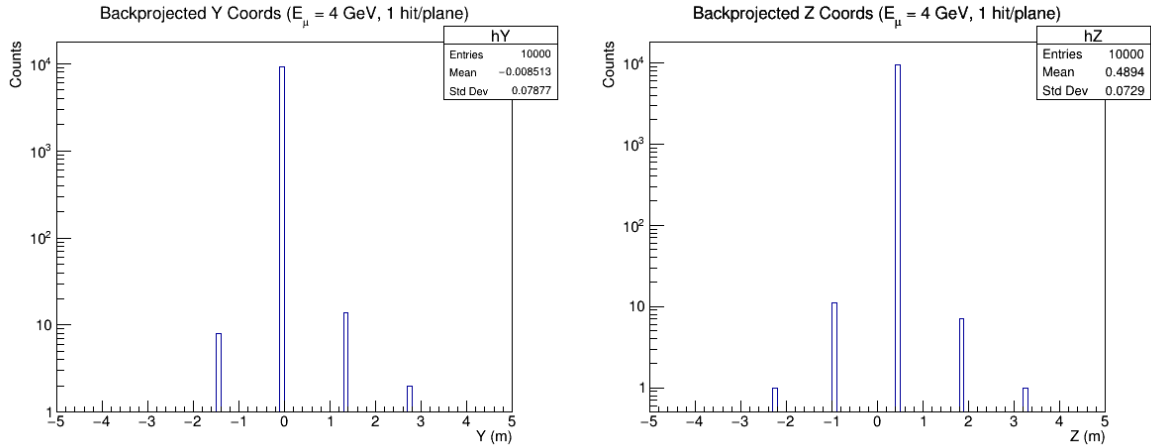 Backprojected Y Coords (E_μ = 4 GeV, 1 hit/plane)
hY
Entries 10000
Mean −0.008513
Std Dev 0.07877
Counts
10^4
10^3
10^2
10
1
−5 −4 −3 −2 −1 0 1 2 3 4 5
Y (m)
Backprojected Z Coords (E_μ = 4 GeV, 1 hit/plane)
hZ
Entries 10000
Mean 0.4894
Std Dev 0.0729
Counts
10^4
10^3
10^2
10
1
−5 −4 −3 −2 −1 0 1 2 3 4 5
Z (m)